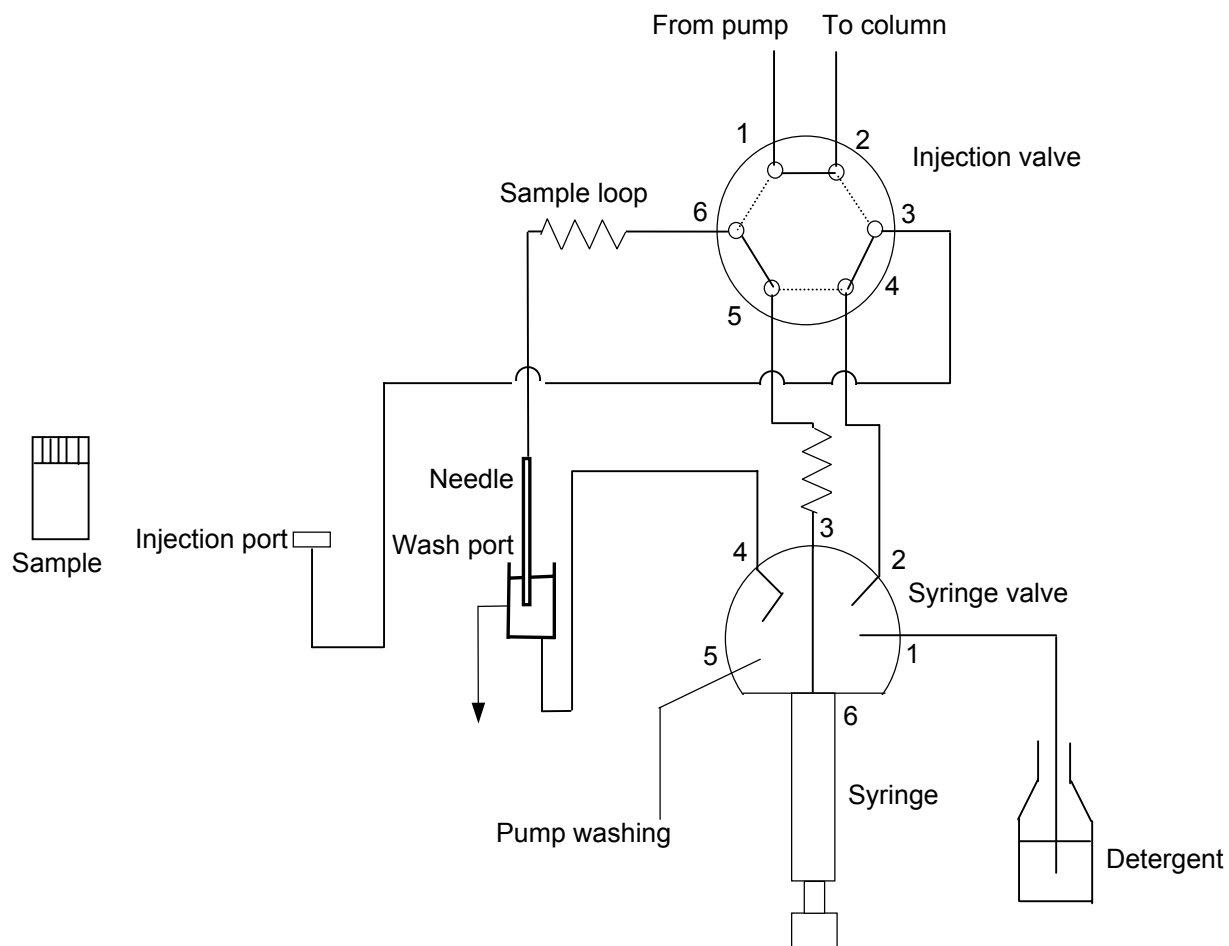 From pump
To column
1
2
Injection valve
Sample loop
6
3
5
4
Needle
Injection port
Wash port
Sample
4
3
2
Syringe valve
5
1
6
Syringe
Pump washing
Detergent